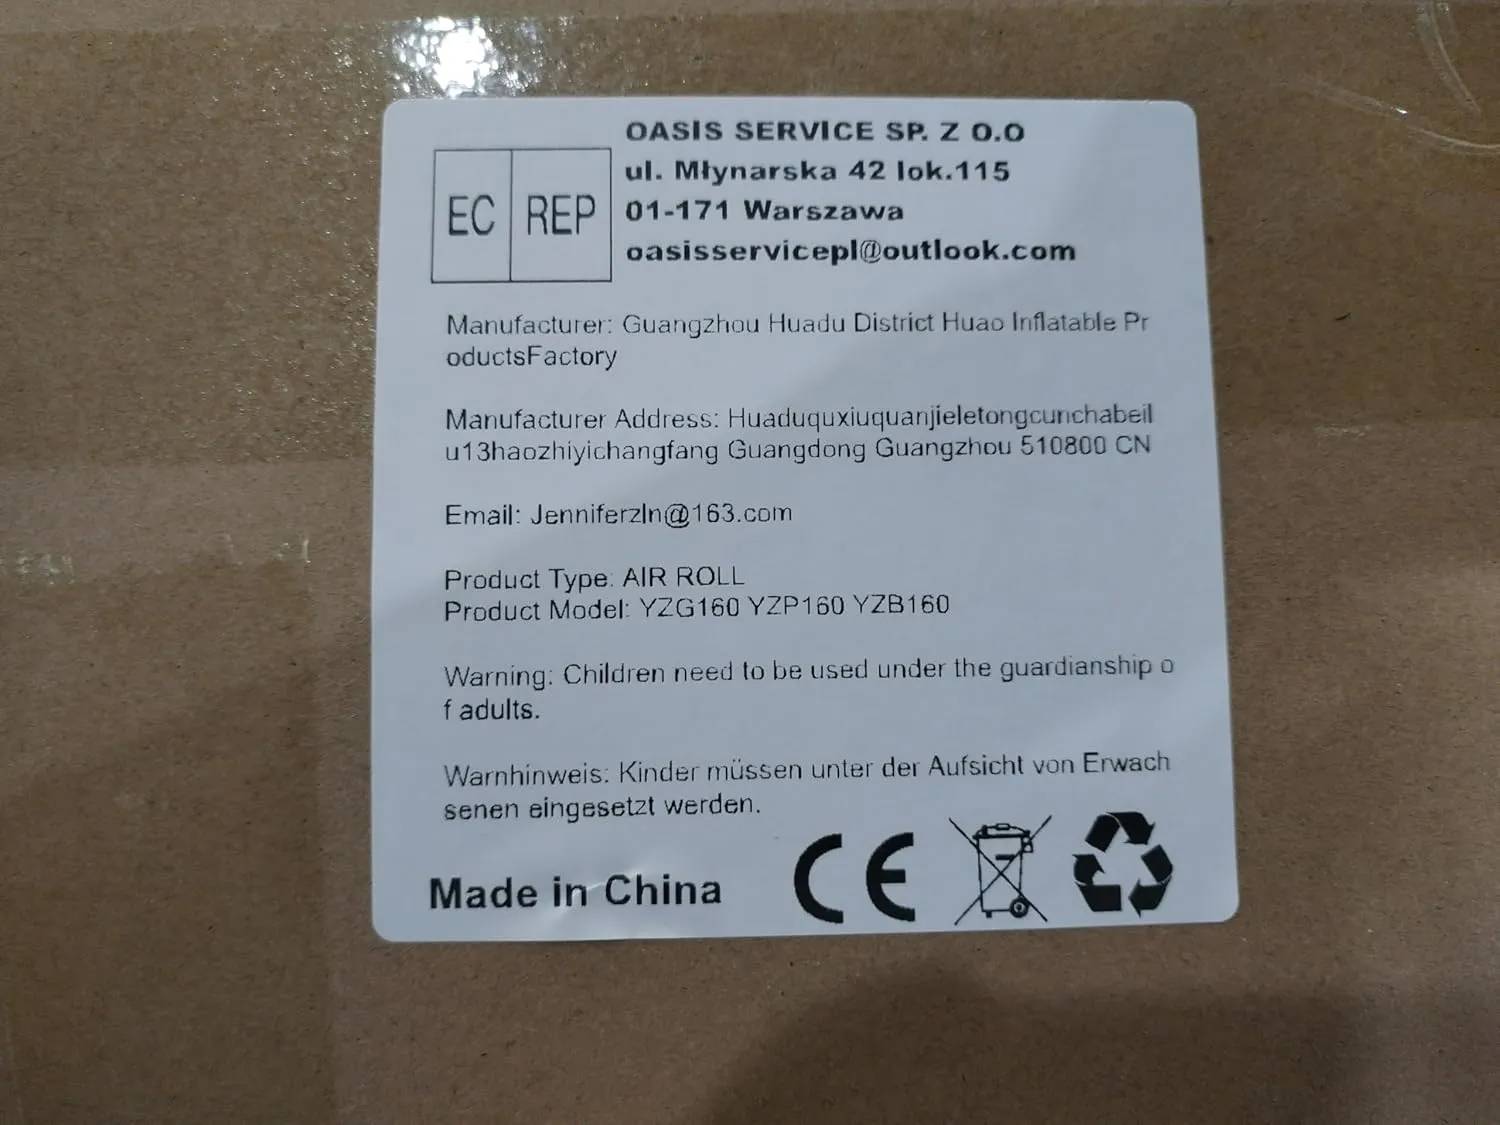 OASIS SERVICE SP. Z O.O
ul. Młynarska 42 lok.115
EC REP
01-171 Warszawa
oasisservicepl@outlook.com
Manufacturer: Guangzhou Huadu District Huao Inflatable Pr
oductsFactory
Manufacturer Address: Huaduquxiuquanjieletongcunchabeil
u13haozhiyichangfang Guangdong Guangzhou 510800 CN
Email: Jenniferzln@163.com
Product Type: AIR ROLL
Product Model: YZG160 YZP160 YZB160
Warning: Children need to be used under the guardianship o
f adults.
Warnhinweis: Kinder müssen unter der Aufsicht von Erwach
senen eingesetzt werden.
Made in China CE